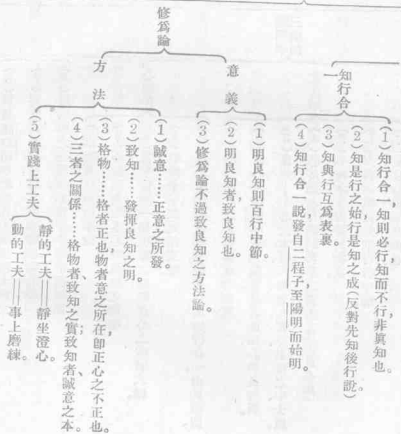 知行合一
(1)知行合一,知則必行,知而不行,非眞知也。
(2)知是行之始,行是知之成(反對先知後行說)
(3)知與行互爲表裏。
(4)知行合一說,發自二程子,至陽明而始明。
修爲論
意義
(1)明良知則百行中節。
(2)明良知者,致良知也。
(3)修爲論不過致良知之方法論。
方法
(1)誠意……正意之所發。
(2)致知……發揮良知之明。
(3)格物……格者正也,物者意之所在,卽正心之不正也。
(4)三者之關係……格物者,致知之實;致知者,誠意之本。
(5)實踐上工夫
靜的工夫——靜坐澄心。
動的工夫——事上磨練。